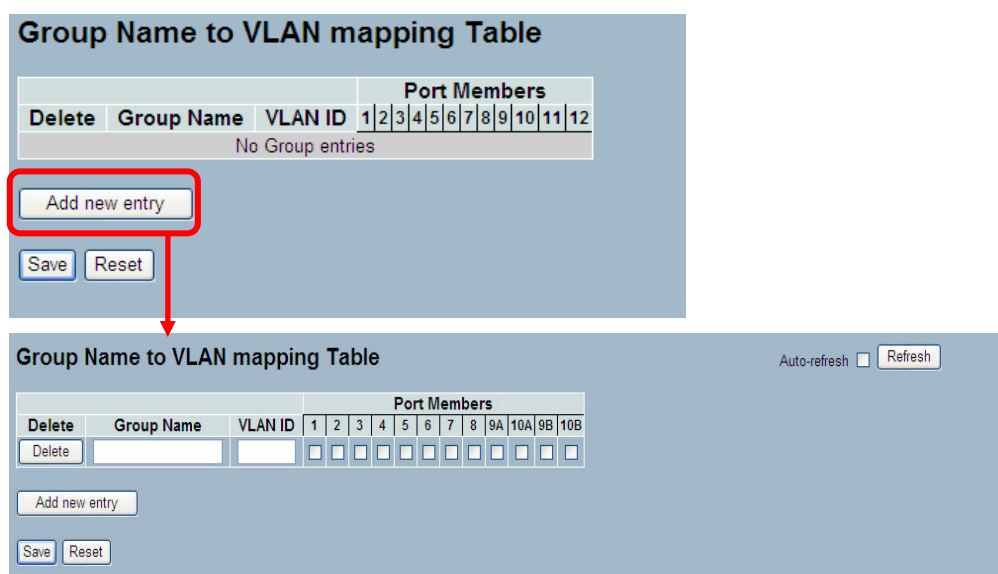 Group Name to VLAN mapping Table
Port Members
Delete Group Name VLAN ID 1 2 3 4 5 6 7 8 9 10 11 12
No Group entries
Add new entry
Save Reset
Group Name to VLAN mapping Table
Auto-refresh Refresh
Port Members
Delete Group Name VLAN ID 1 2 3 4 5 6 7 8 9A 10A 9B 10B
Delete
Add new entry
Save Reset